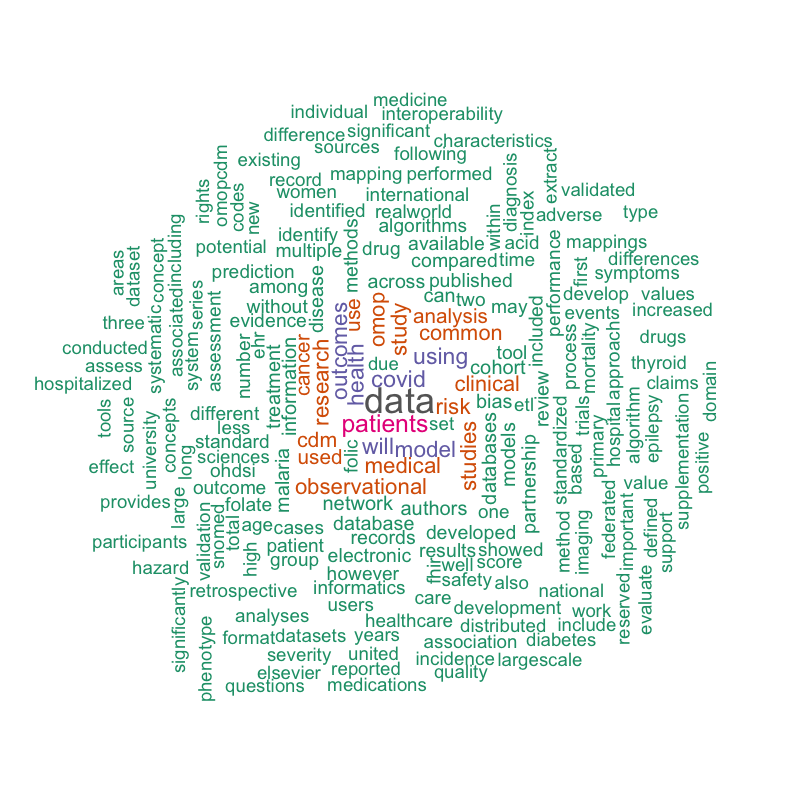 medicine
individual
interoperability
difference
significant
sources
characteristics
existing
following
record
mapping
performed
women
international
validated
rights
omopcdm
codes
new
identified
realworld
algorithms
within
diagnosis
index
extract
adverse
type
potential
identify
multiple
methods
drug
available
compared
acid
time
mappings
differences
areas
dataset
systematic
concept
associated
including
prediction
among
disease
across
published
performance
first
symptoms
system
series
assessment
without
evidence
outcomes
use
omop
study
can
two
may
analysis
common
included
develop
values
events
increased
three
conducted
assess
hospitalized
number
ehr
treatment
information
cancer
research
health
due
covid
using
cohort
tool
process
mortality
approach
drugs
thyroid
claims
domain
tools
source
university
concepts
different
less
standard
sciences
ohdsi
data
patients
risk
clinical
bias
etl
review
set
standardized
based
trials
primary
hospital
algorithm
epilepsy
supplementation
positive
effect
long
large
outcome
malaria
cdm
used
folic
will
model
medical
observational
studies
databases
models
partnership
provides
validation
snomed
total
folate
age
cases
network
authors
one
database
method
imaging
federated
important
value
defined
support
participants
hazard
high
patient
group
records
electronic
developed
results
showed
retrospective
however
fhir
well
score
safety
also
national
significantly
informatics
care
development
work
reserved
evaluate
users
analyses
healthcare
distributed
include
phenotype
format
datasets
years
association
diabetes
severity
united
incidence
largescale
elsevier
reported
quality
questions
medications